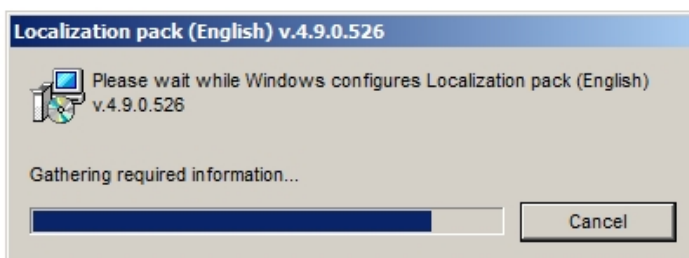 Localization pack (English) v.4.9.0.526
Please wait while Windows configures Localization pack (English)
v.4.9.0.526
Gathering required information...
Cancel